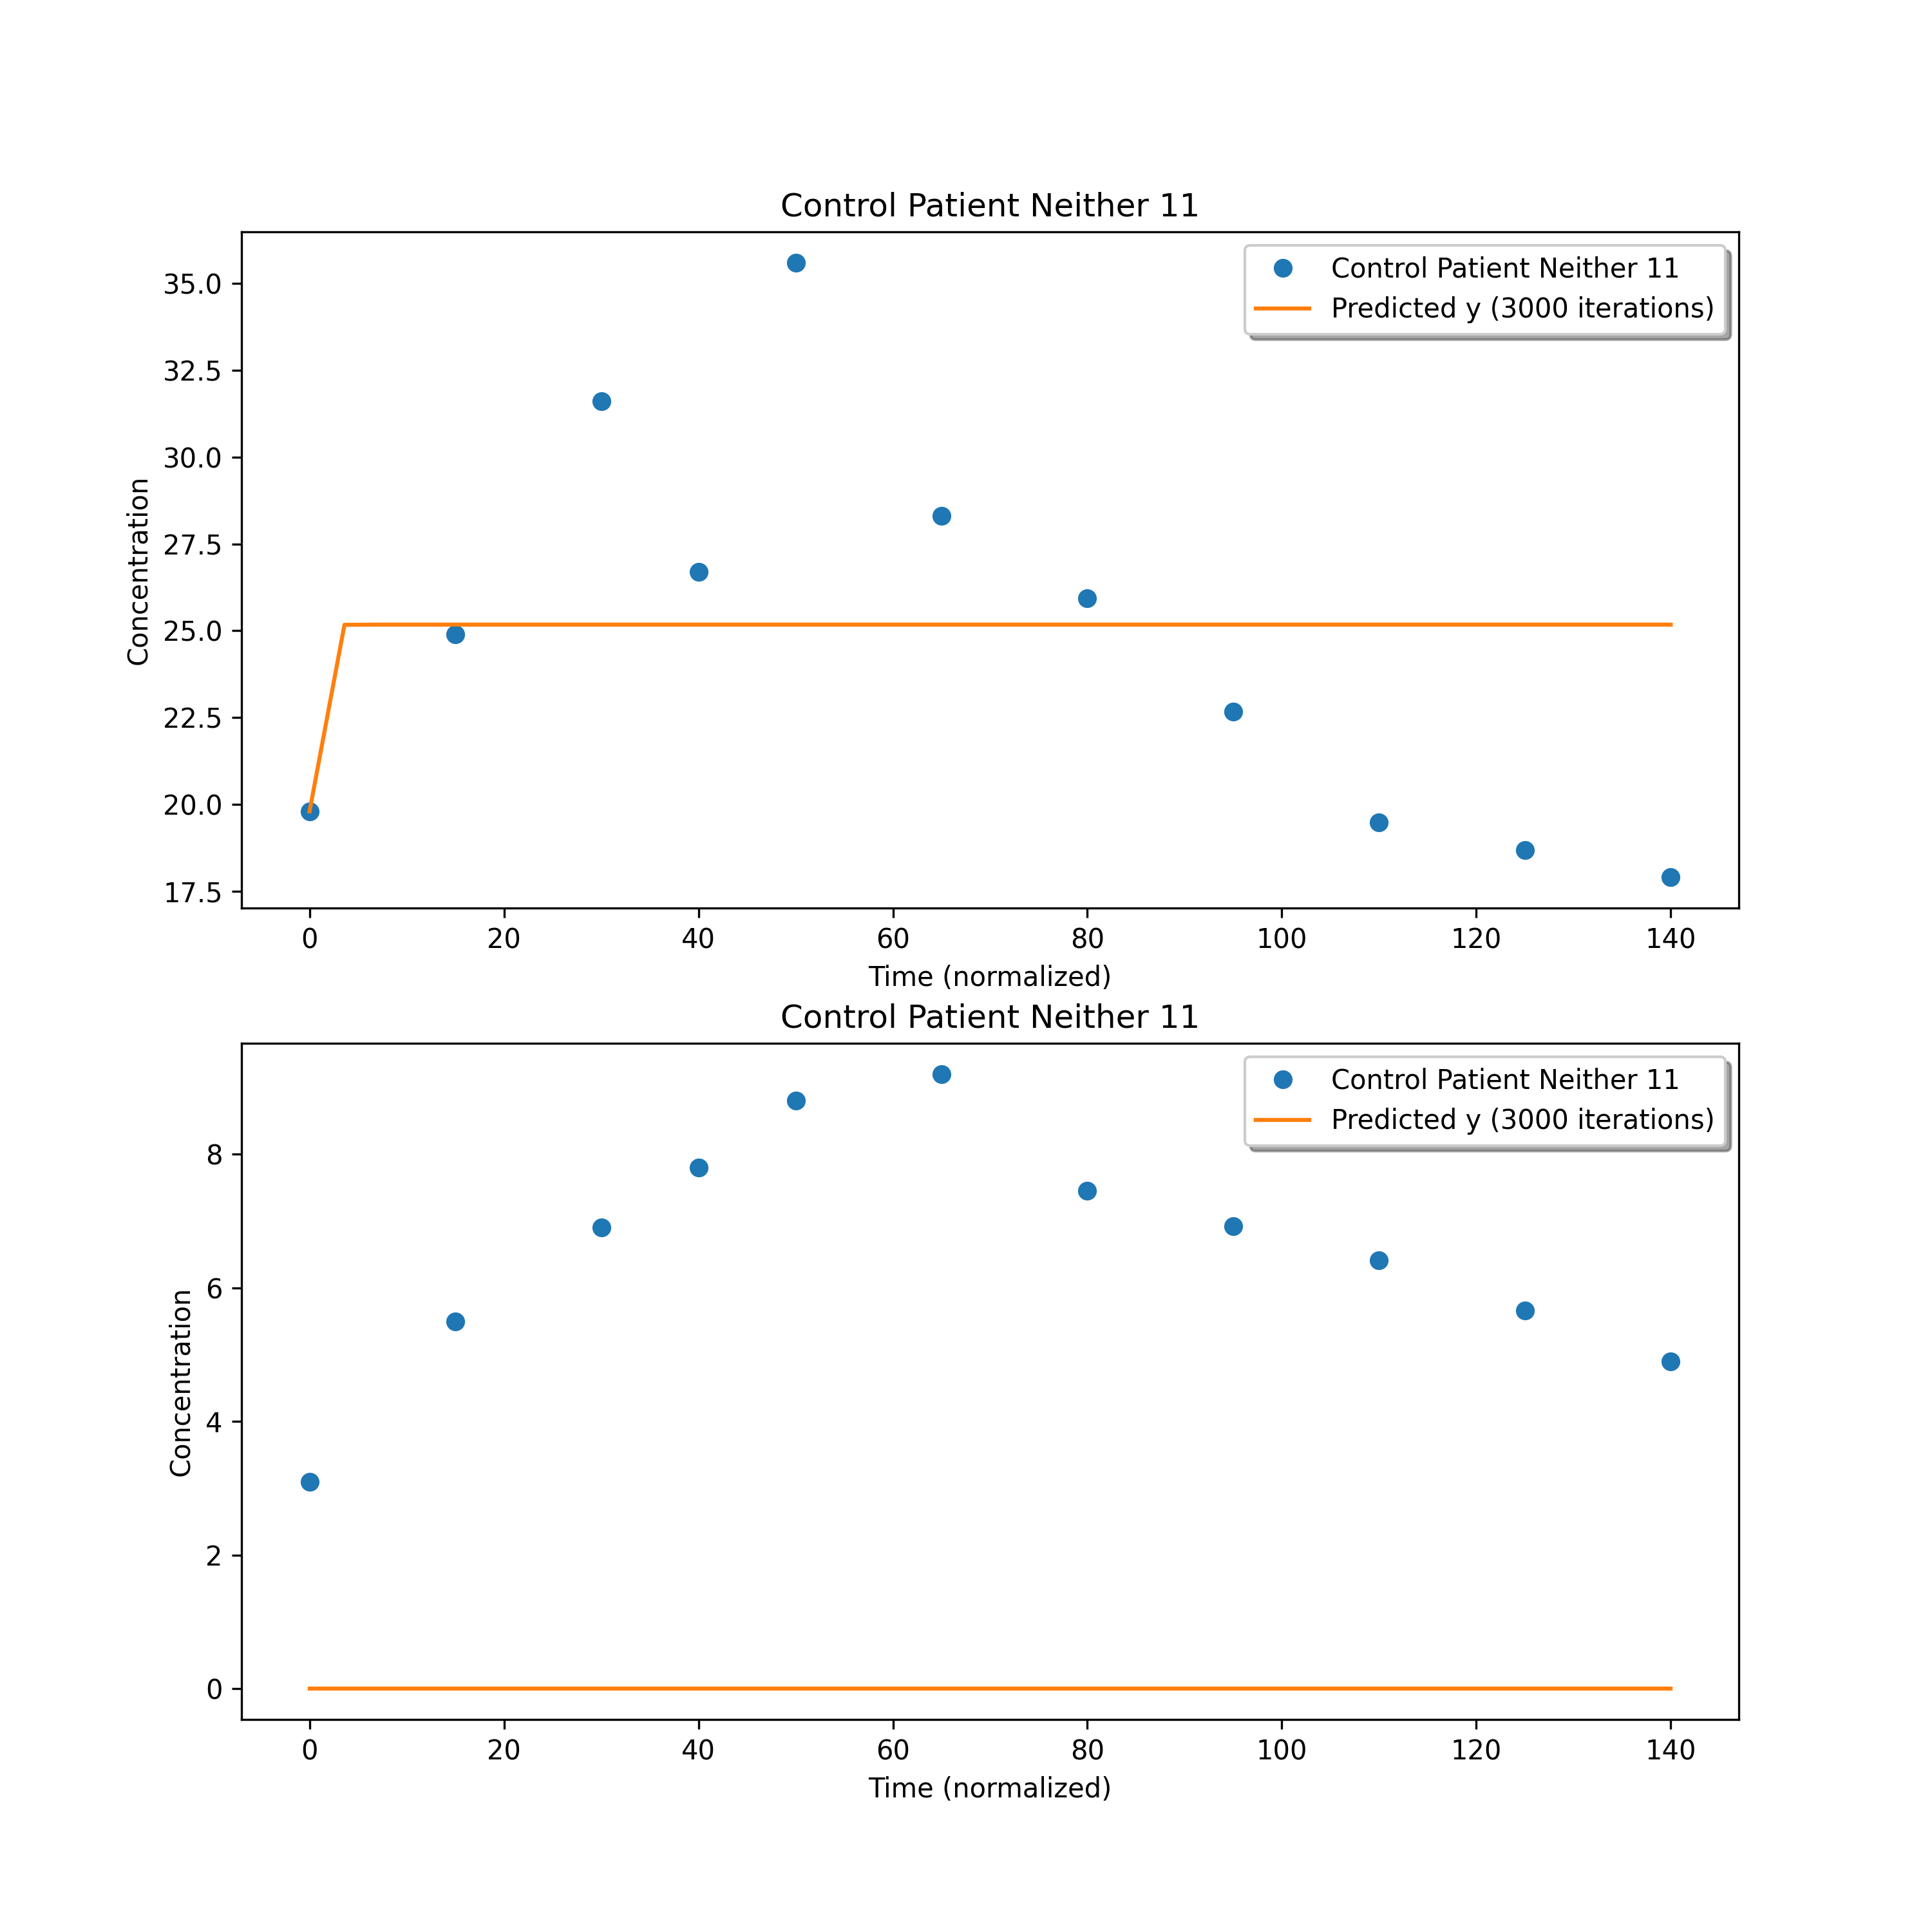 Control Patient Neither 11
Control Patient Neither 11
Predicted y (3000 iterations)
35.0
32.5
30.0
27.5
25.0
22.5
20.0
17.5
Concentration
0 20 40 60 80 100 120 140
Time (normalized)
Control Patient Neither 11
Control Patient Neither 11
Predicted y (3000 iterations)
8
6
4
2
0
Concentration
0 20 40 60 80 100 120 140
Time (normalized)